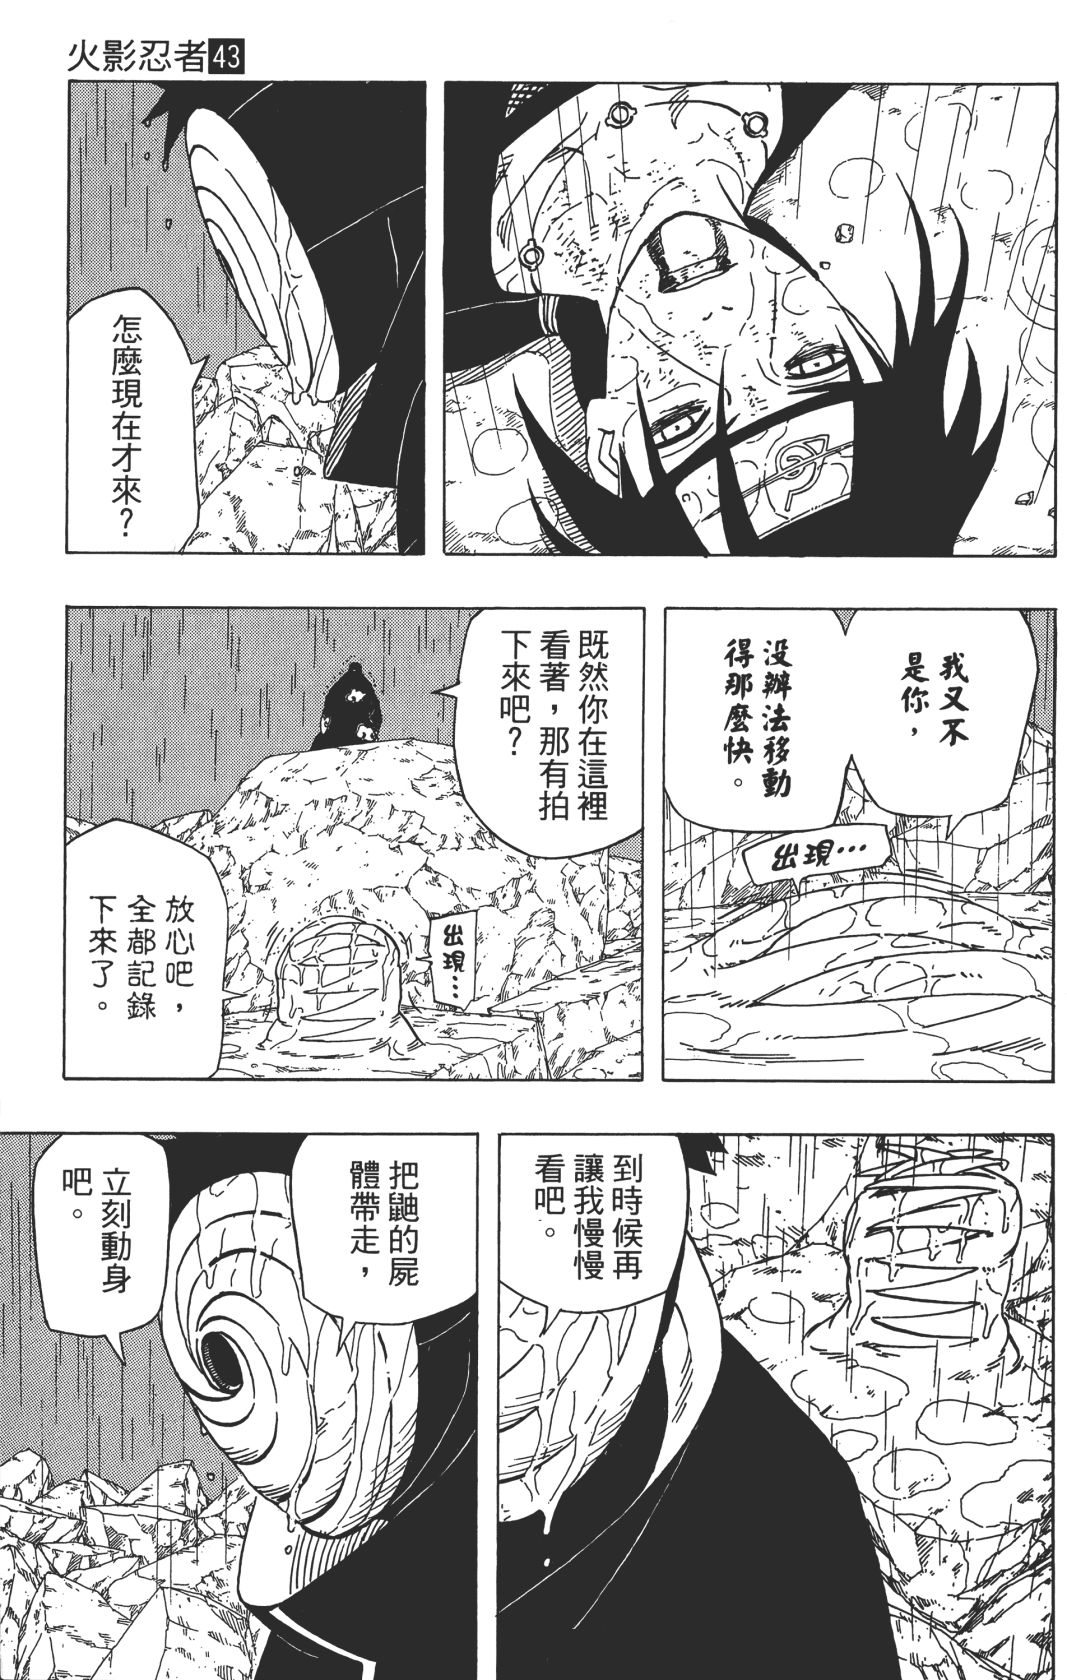 火影忍者43
怎麼現在才來？
我又不
是你，
沒辦法移動
得那麼快。
出現…
既然你在這裡
看著，那有拍
下來吧？
出現…
放心吧，
全都記錄
下來了。
到時候再
讓我慢慢
看吧。
把鼬的屍
體帶走，
立刻動身
吧。